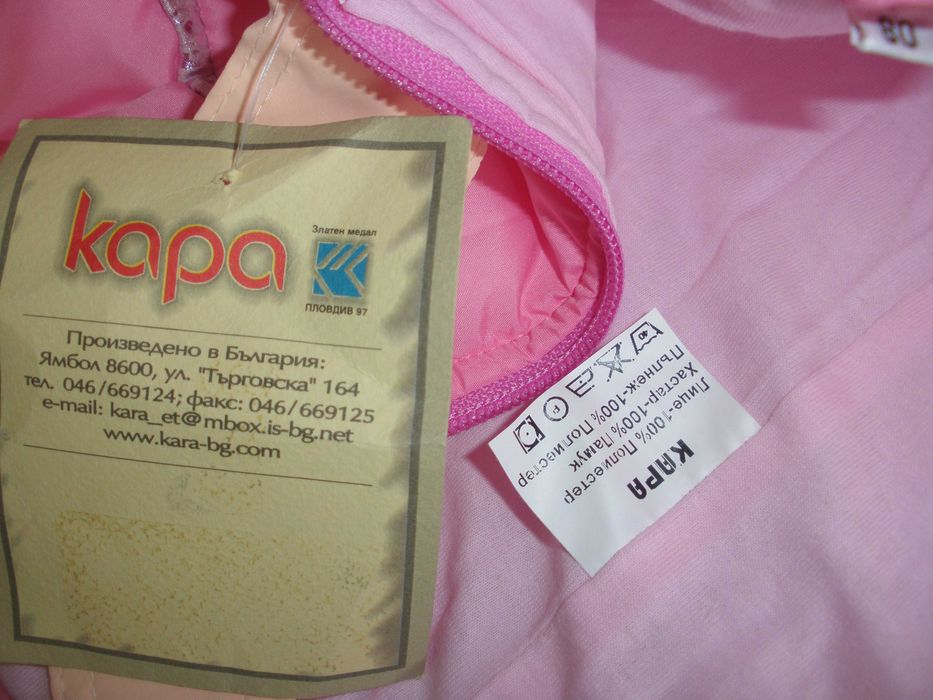 кара
Златен медал
ПЛОВДИВ 97
Произведено в България:
Ямбол 8600, ул. "Търговска" 164
тел. 046/669124; факс: 046/669125
e-mail: kara_et@mbox.is-bg.net
www.kara-bg.com
КАРА
Лице-100% Полиестер
Хастар-100% Памук
Пълнеж-100% Полиестер
40
P
80